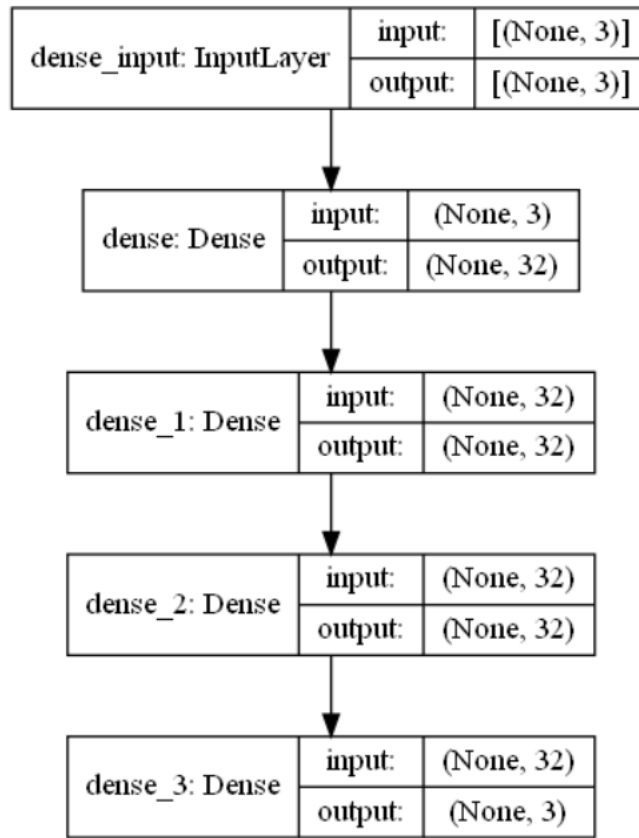 dense_input: InputLayer
input: [(None, 3)]
output: [(None, 3)]
dense: Dense
input: (None, 3)
output: (None, 32)
dense_1: Dense
input: (None, 32)
output: (None, 32)
dense_2: Dense
input: (None, 32)
output: (None, 32)
dense_3: Dense
input: (None, 32)
output: (None, 3)